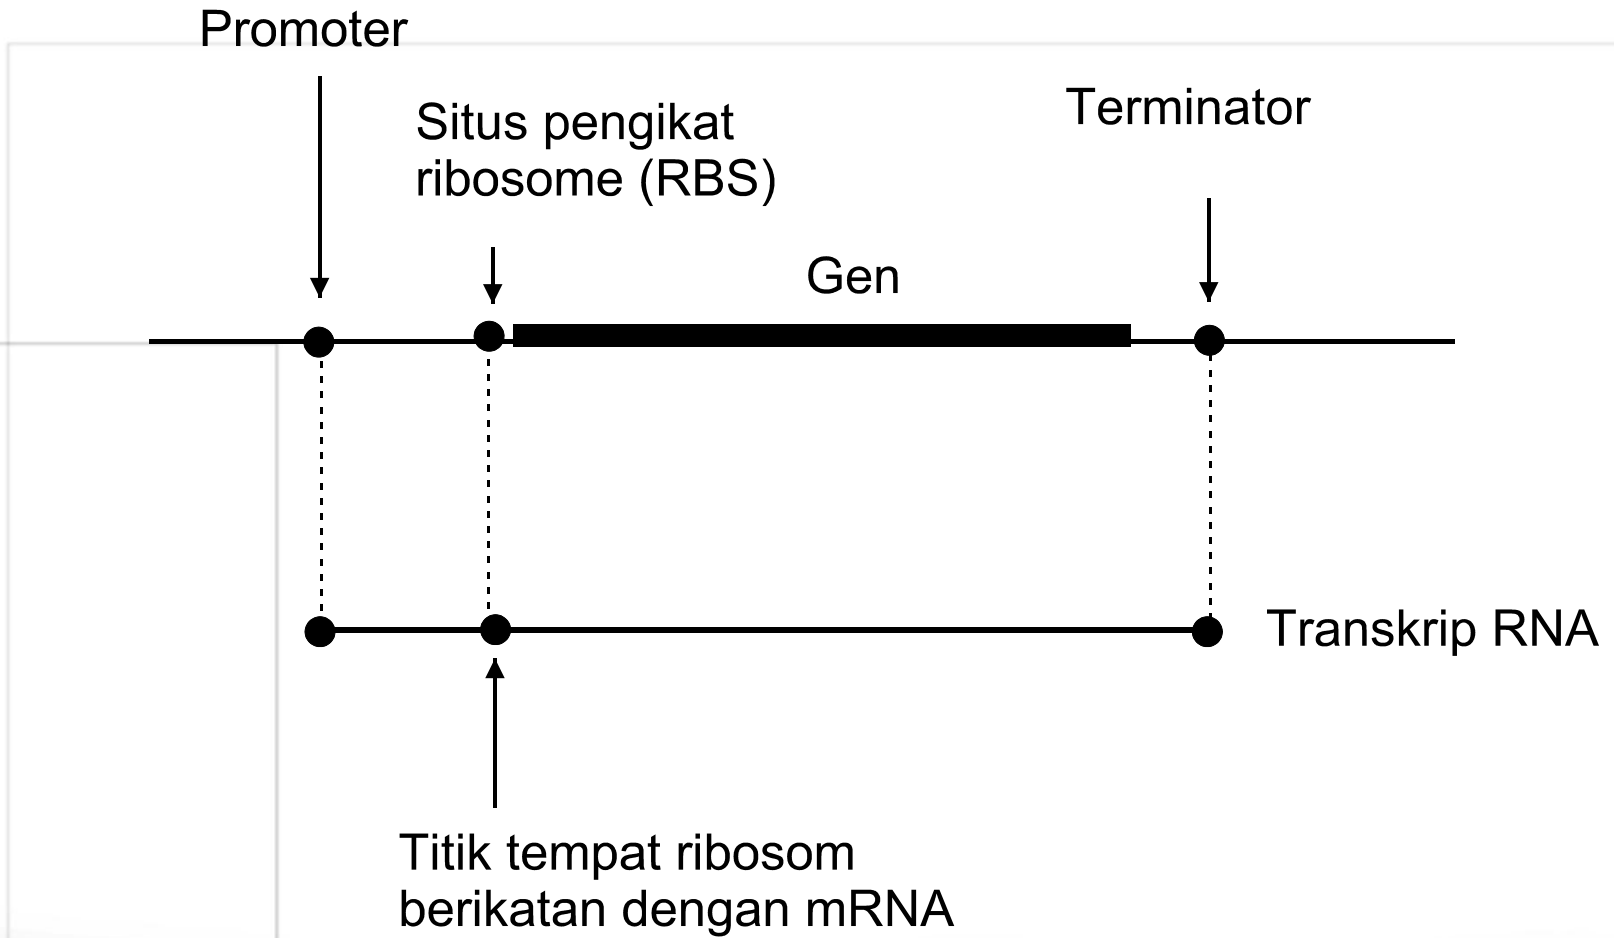 Promoter
Situs pengikat
ribosome (RBS)
Terminator
Gen
Transkrip RNA
Titik tempat ribosom
berikatan dengan mRNA